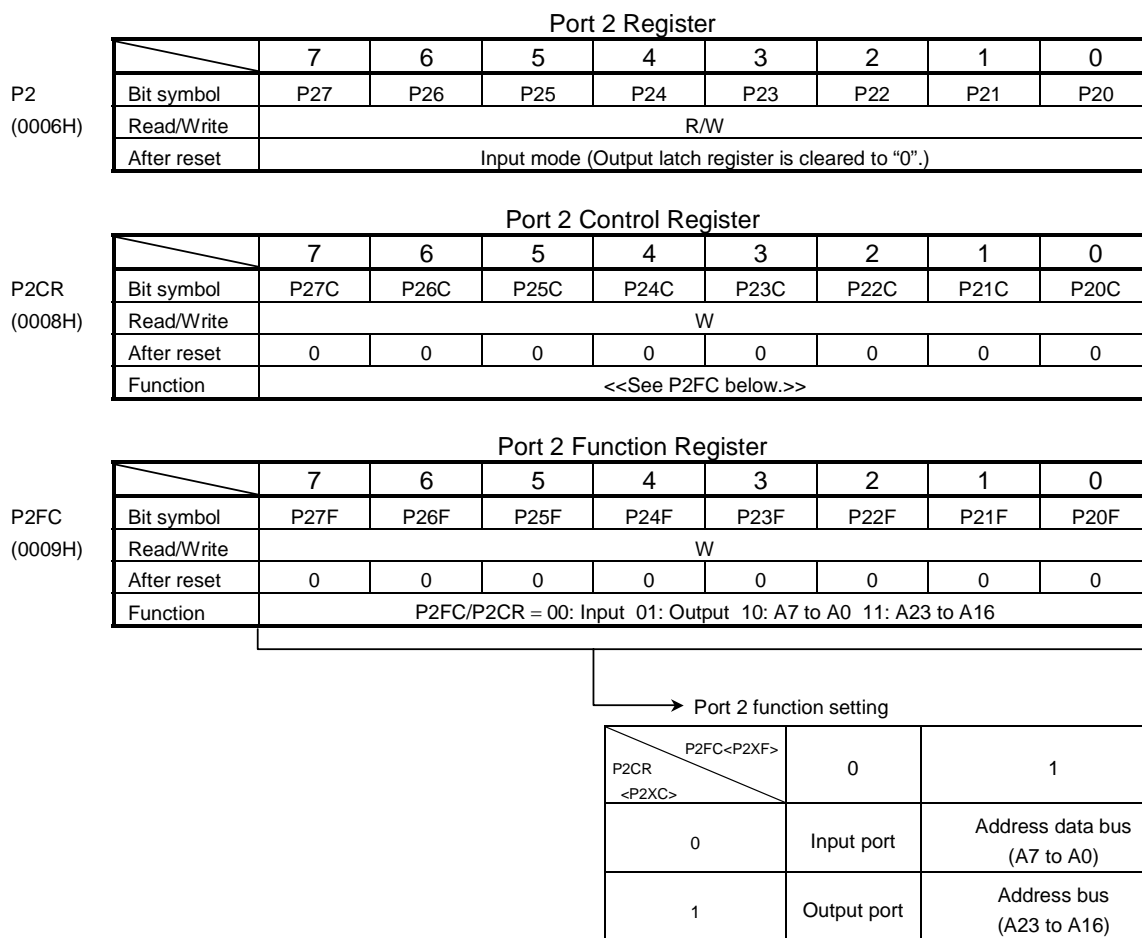 Port 2 Register
7 6 5 4 3 2 1 0
P2 Bit symbol P27 P26 P25 P24 P23 P22 P21 P20
(0006H) Read/Write R/W
After reset Input mode (Output latch register is cleared to “0”.)
Port 2 Control Register
7 6 5 4 3 2 1 0
P2CR Bit symbol P27C P26C P25C P24C P23C P22C P21C P20C
(0008H) Read/Write W
After reset 0 0 0 0 0 0 0 0
Function <<See P2FC below.>>
Port 2 Function Register
7 6 5 4 3 2 1 0
P2FC Bit symbol P27F P26F P25F P24F P23F P22F P21F P20F
(0009H) Read/Write W
After reset 0 0 0 0 0 0 0 0
Function P2FC/P2CR = 00: Input 01: Output 10: A7 to A0 11: A23 to A16
Port 2 function setting
P2FC<P2XF>
P2CR
<P2XC>
0 1
0 Input port Address data bus
(A7 to A0)
1 Output port Address bus
(A23 to A16)